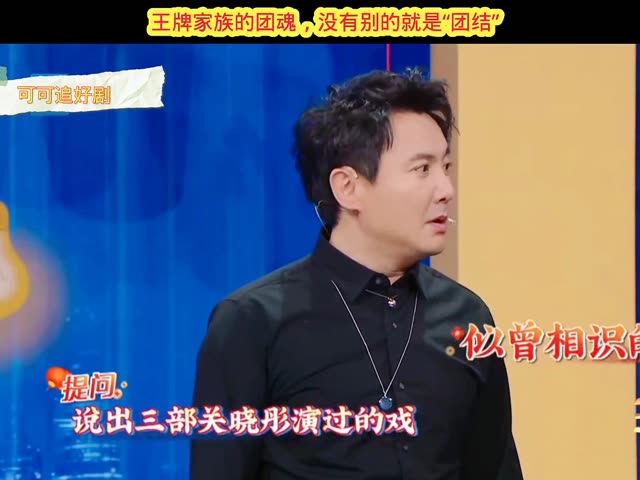 王牌家族的团魂，没有别的就是“团结”
可可追好剧
似曾相识的
提问
说出三部关晓彤演过的戏